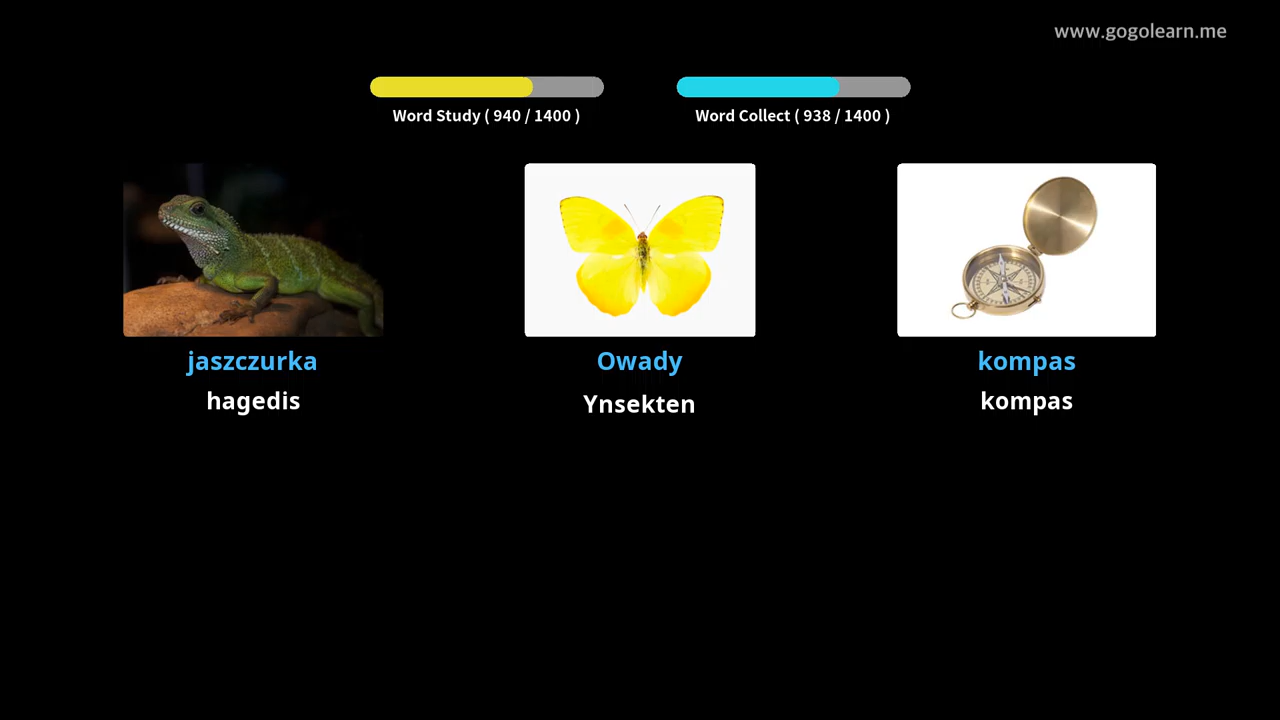 www.gogolearn.me
Word Study ( 940 / 1400 )
Word Collect ( 938 / 1400 )
jaszczurka
Owady
kompas
hagedis
Ynsekten
kompas